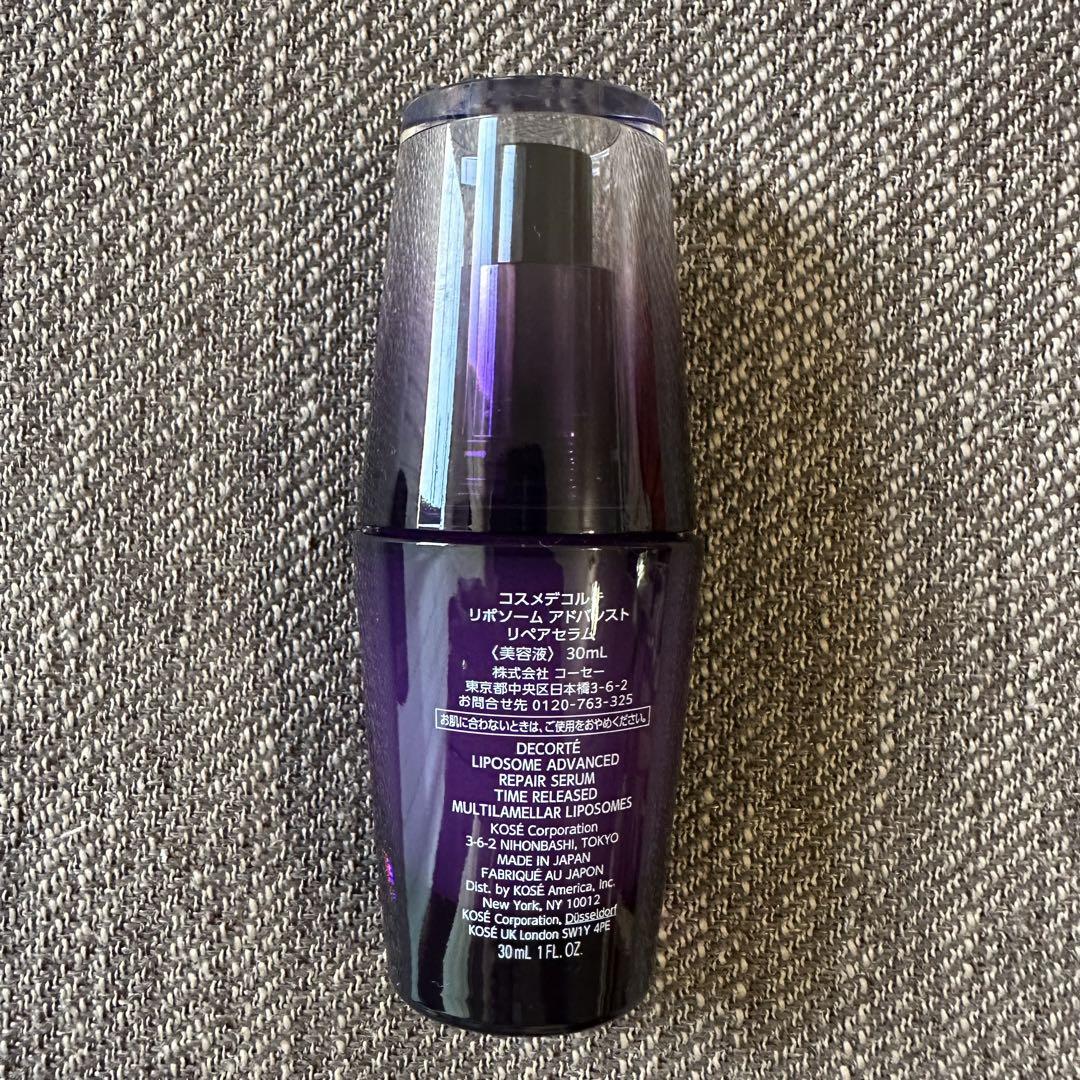 コスメデコルテ
リポソーム アドバンスト
リペアセラム
〈美容液〉 30mL
株式会社 コーセー
東京都中央区日本橋3-6-2
お問合せ先 0120-763-325
お肌に合わないときは、ご使用をおやめください。
DECORTÉ
LIPOSOME ADVANCED
REPAIR SERUM
TIME RELEASED
MULTILAMELLAR LIPOSOMES
KOSÉ Corporation
3-6-2 NIHONBASHI, TOKYO
MADE IN JAPAN
FABRIQUÉ AU JAPON
Dist. by KOSÉ America, Inc.
New York, NY 10012
KOSÉ Corporation, Düsseldorf
KOSÉ UK London SW1Y 4PE
30mL 1 FL. OZ.